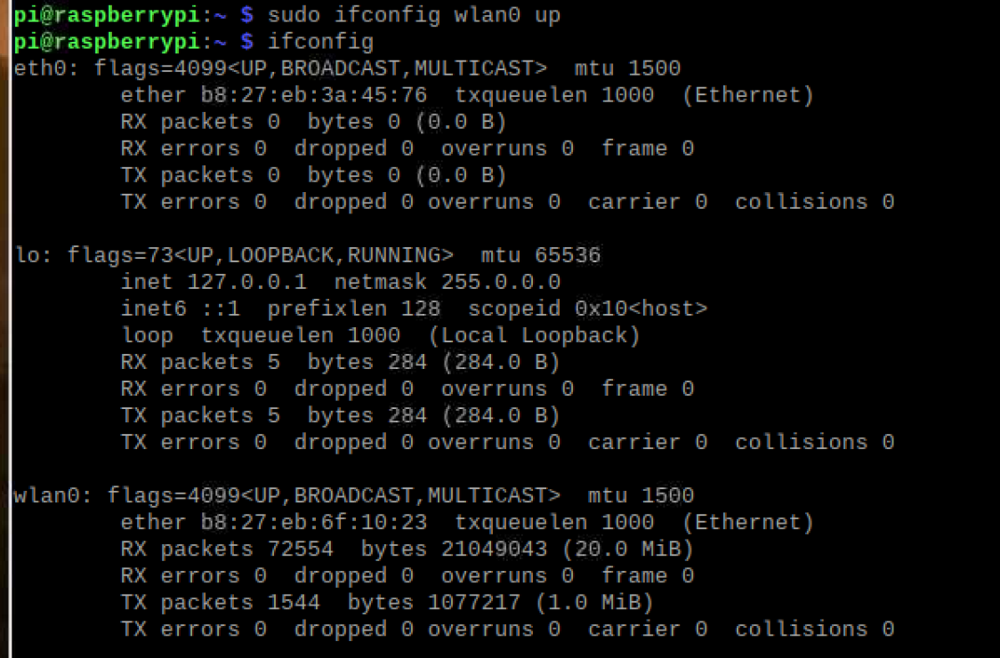 pi@raspberrypi:~ $ sudo ifconfig wlan0 up
pi@raspberrypi:~ $ ifconfig
eth0: flags=4099<UP,BROADCAST,MULTICAST>  mtu 1500
        ether b8:27:eb:3a:45:76  txqueuelen 1000  (Ethernet)
        RX packets 0  bytes 0 (0.0 B)
        RX errors 0  dropped 0  overruns 0  frame 0
        TX packets 0  bytes 0 (0.0 B)
        TX errors 0  dropped 0 overruns 0  carrier 0  collisions 0

lo: flags=73<UP,LOOPBACK,RUNNING>  mtu 65536
        inet 127.0.0.1  netmask 255.0.0.0
        inet6 ::1  prefixlen 128  scopeid 0x10<host>
        loop  txqueuelen 1000  (Local Loopback)
        RX packets 5  bytes 284 (284.0 B)
        RX errors 0  dropped 0  overruns 0  frame 0
        TX packets 5  bytes 284 (284.0 B)
        TX errors 0  dropped 0 overruns 0  carrier 0  collisions 0

wlan0: flags=4099<UP,BROADCAST,MULTICAST>  mtu 1500
        ether b8:27:eb:6f:10:23  txqueuelen 1000  (Ethernet)
        RX packets 72554  bytes 21049043 (20.0 MiB)
        RX errors 0  dropped 0  overruns 0  frame 0
        TX packets 1544  bytes 1077217 (1.0 MiB)
        TX errors 0  dropped 0 overruns 0  carrier 0  collisions 0